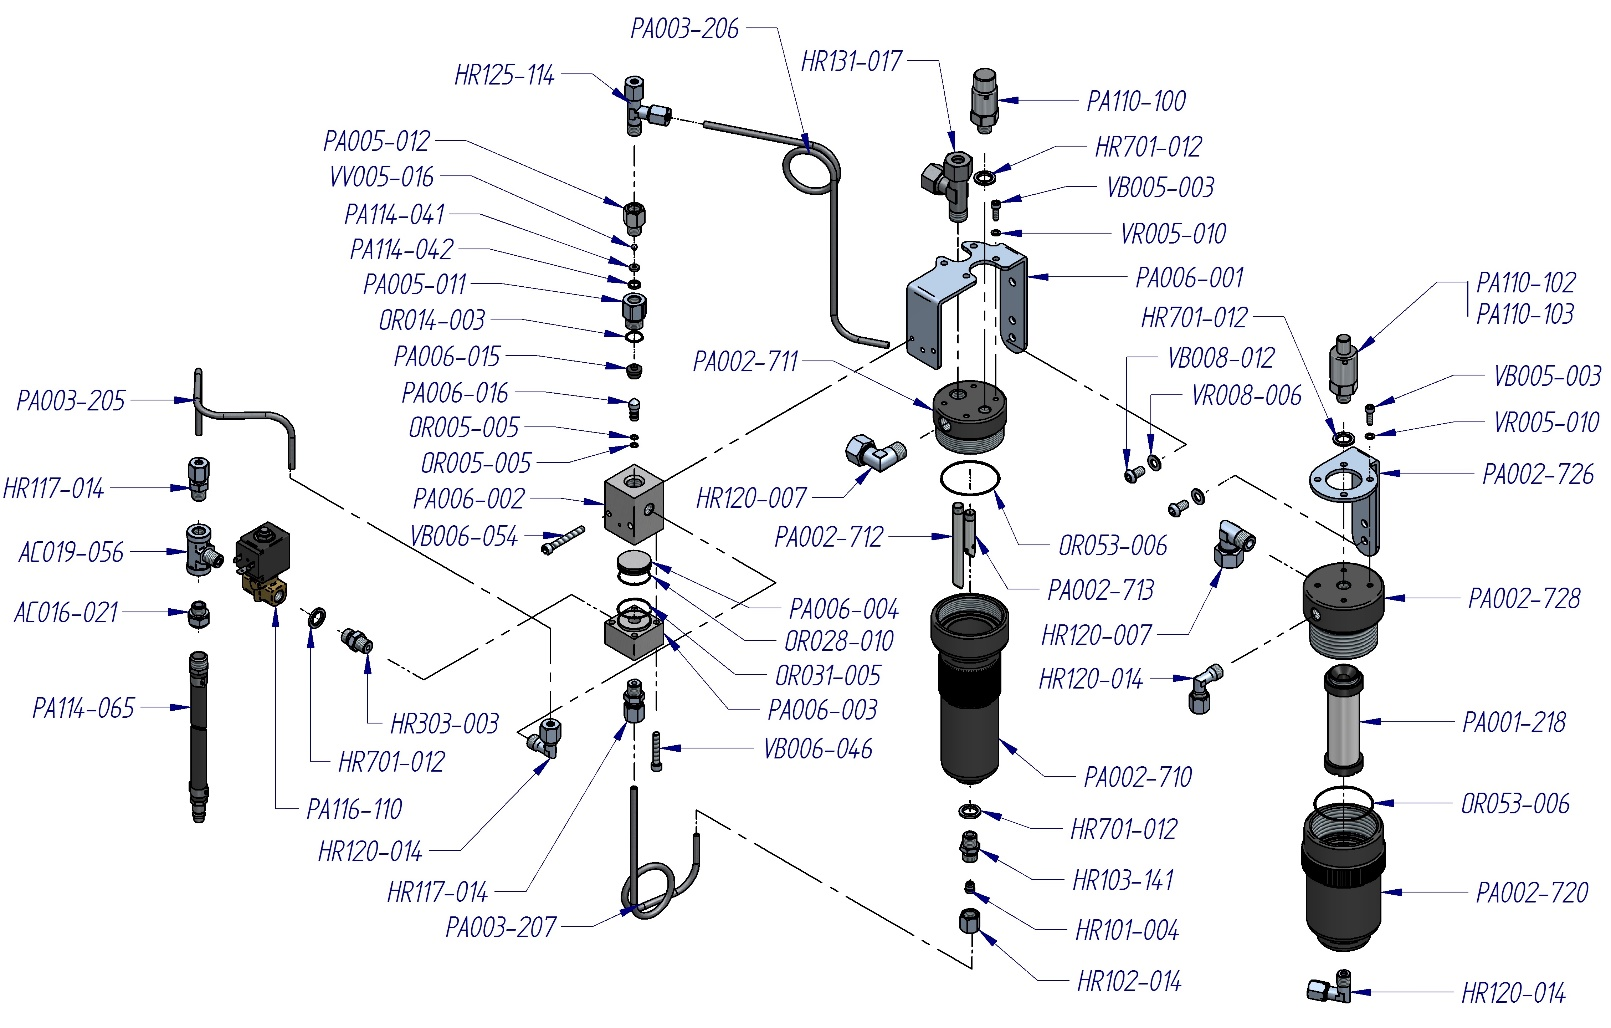 PA003-206
HR125-114
HR131-017
PA110-100
PA005-012
HR701-012
VV005-016
VB005-003
PA114-041
VR005-010
PA114-042
PA006-001
PA005-011
PA110-102
OR014-003
HR701-012
PA110-103
PA006-015
PA002-711
VB008-012
VB005-003
PA006-016
VR008-006
PA003-205
OR005-005
VR005-010
OR005-005
PA002-726
HR117-014
PA006-002
HR120-007
VB006-054
PA002-712
OR053-006
AC019-056
PA002-713
PA006-004
PA002-728
AC016-021
OR028-010
HR120-007
OR031-005
HR120-014
PA114-065
PA006-003
HR303-003
PA001-218
VB006-046
HR701-012
PA002-710
PA116-110
OR053-006
HR701-012
HR120-014
HR103-141
HR117-014
PA002-720
PA003-207
HR101-004
HR102-014
HR120-014